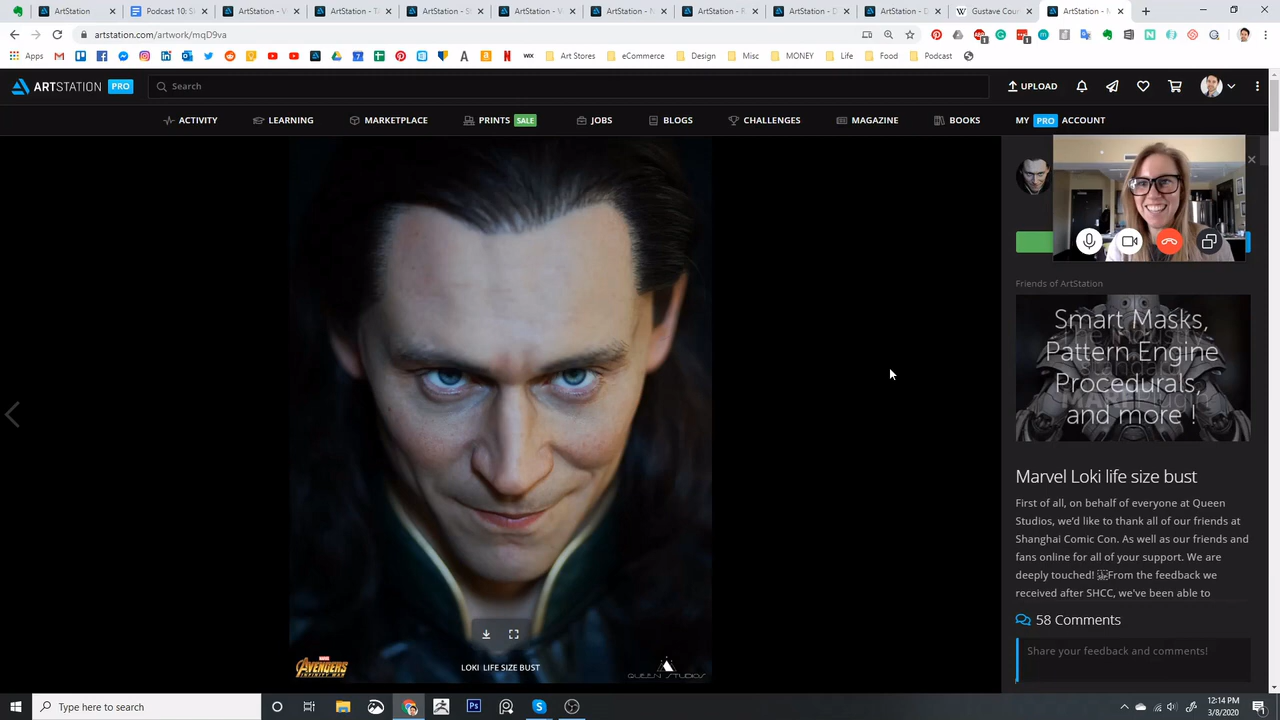 ArtStation
Podcast 10: S
ArtStation - V
ArtStation - T
ArtStation - S
ArtStation - V
ArtStation - N
ArtStation - F
ArtStation - L
ArtStation - D
Gustave Cou
ArtStation - M
artstation.com/artwork/mqD9va
Apps
Art Stores
eCommerce
Design
Misc
MONEY
Life
Food
Podcast
ARTSTATION PRO
Search
UPLOAD
ACTIVITY
LEARNING
MARKETPLACE
PRINTS SALE
JOBS
BLOGS
CHALLENGES
MAGAZINE
BOOKS
MY PRO ACCOUNT
Friends of ArtStation
Smart Masks,
Pattern Engine
Procedurals,
and more !
Marvel Loki life size bust
First of all, on behalf of everyone at Queen
Studios, we'd like to thank all of our friends at
Shanghai Comic Con. As well as our friends and
fans online for all of your support. We are
deeply touched! From the feedback we
received after SHCC, we've been able to
58 Comments
Share your feedback and comments!
MARVEL
AVENGERS
INFINITY WAR
LOKI LIFE SIZE BUST
QUEEN STUDIOS
Type here to search
12:14 PM
3/8/2020